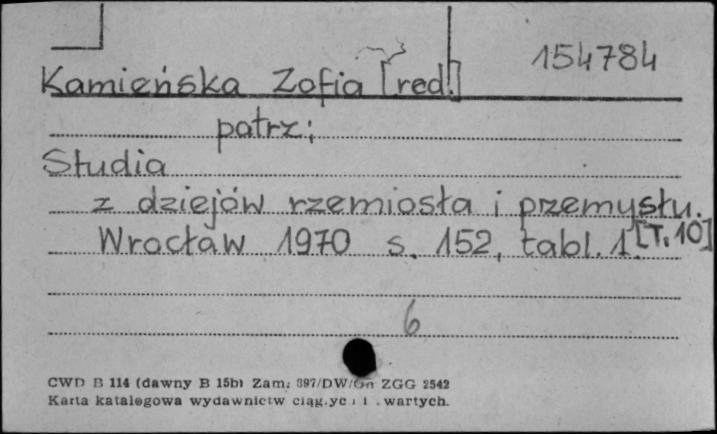 154784
Kamieńska Zofia [red.]
patrz:
Studia
z dziejów rzemiosła i przemysłu.
Wrocław 1970 s. 152, tabl. 1. [T. 10]
6
CWD B 114 (dawny B 15b) Zam. 397/DW/ ZGG 2542
Karta katalogowa wydawnictw i wartych.